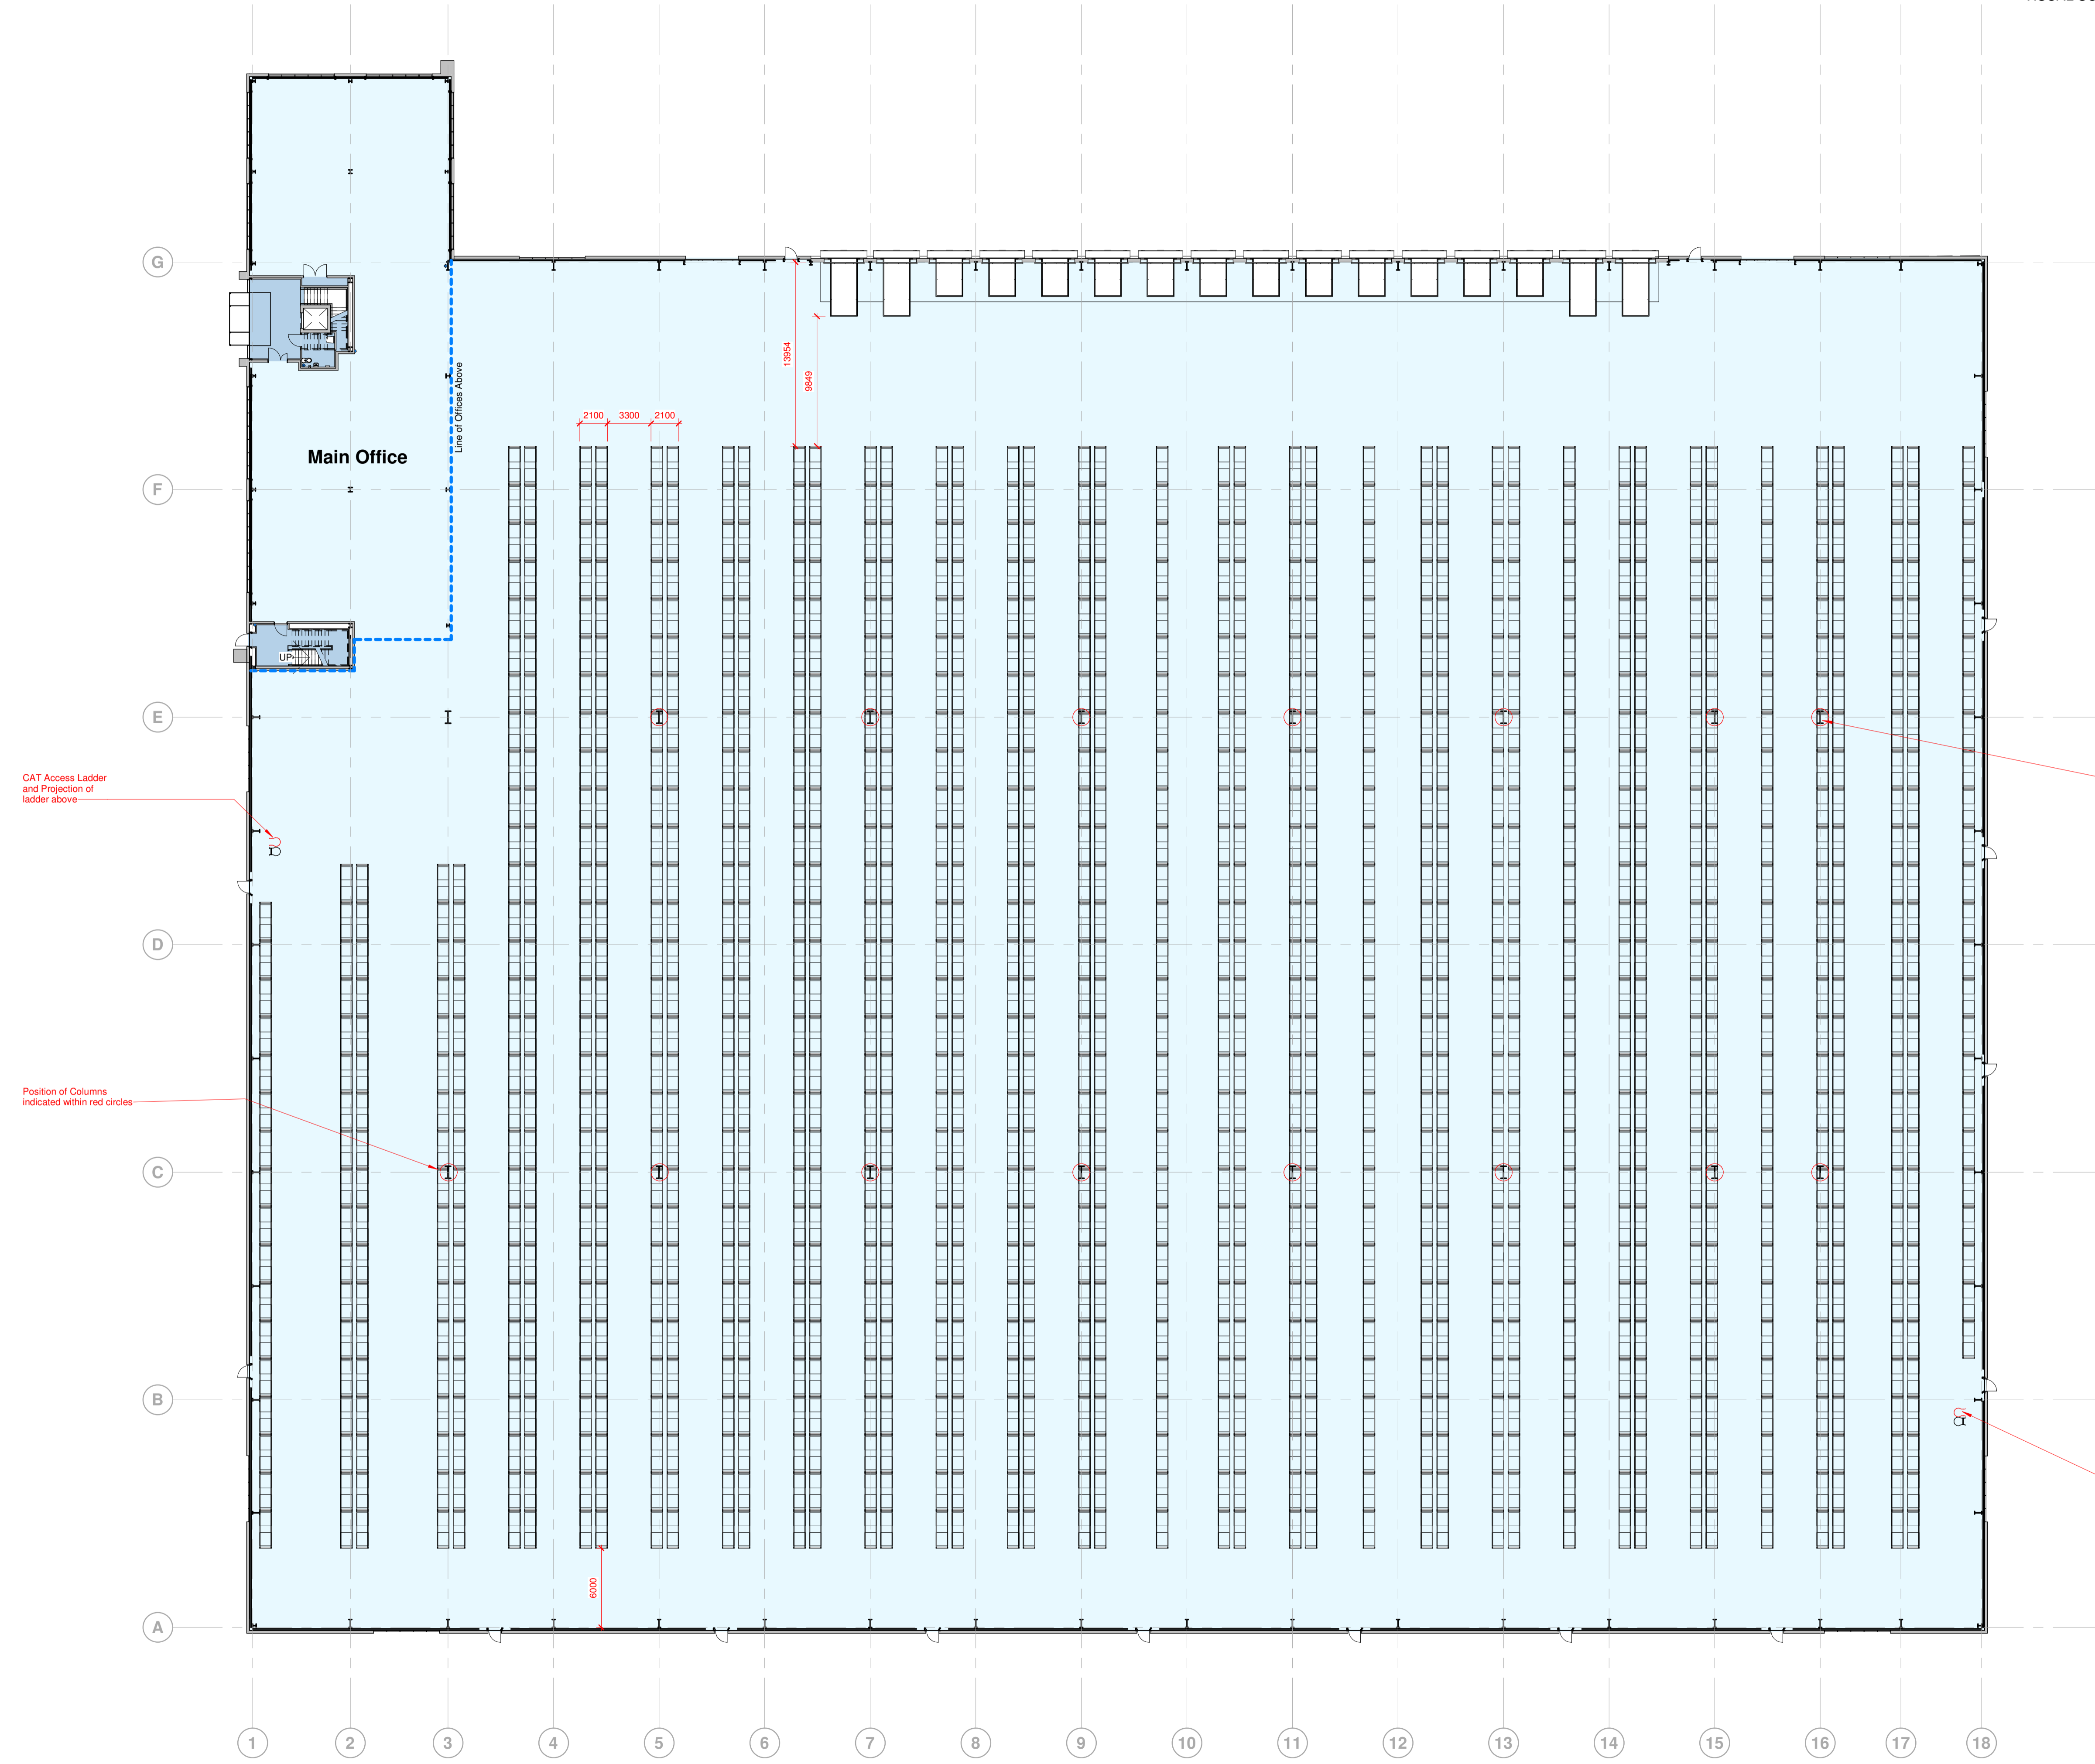 G
13954
9849
Line of Offices Above
2100
3300
2100
Main Office
F
UP
E
CAT Access Ladder
and Projection of
ladder above
D
Position of Columns
indicated within red circles
C
B
6000
A
1
2
3
4
5
6
7
8
9
10
11
12
13
14
15
16
17
18